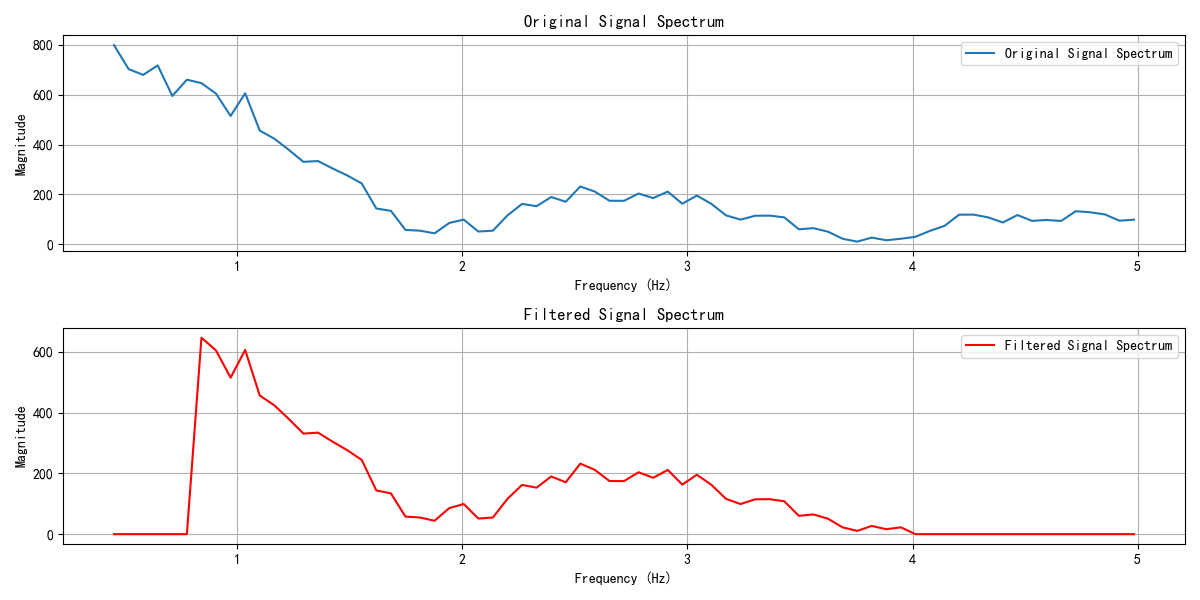 Original Signal Spectrum
Original Signal Spectrum
Magnitude
800
600
400
200
0
1 2 3 4 5
Frequency (Hz)
Filtered Signal Spectrum
Filtered Signal Spectrum
Magnitude
600
400
200
0
1 2 3 4 5
Frequency (Hz)